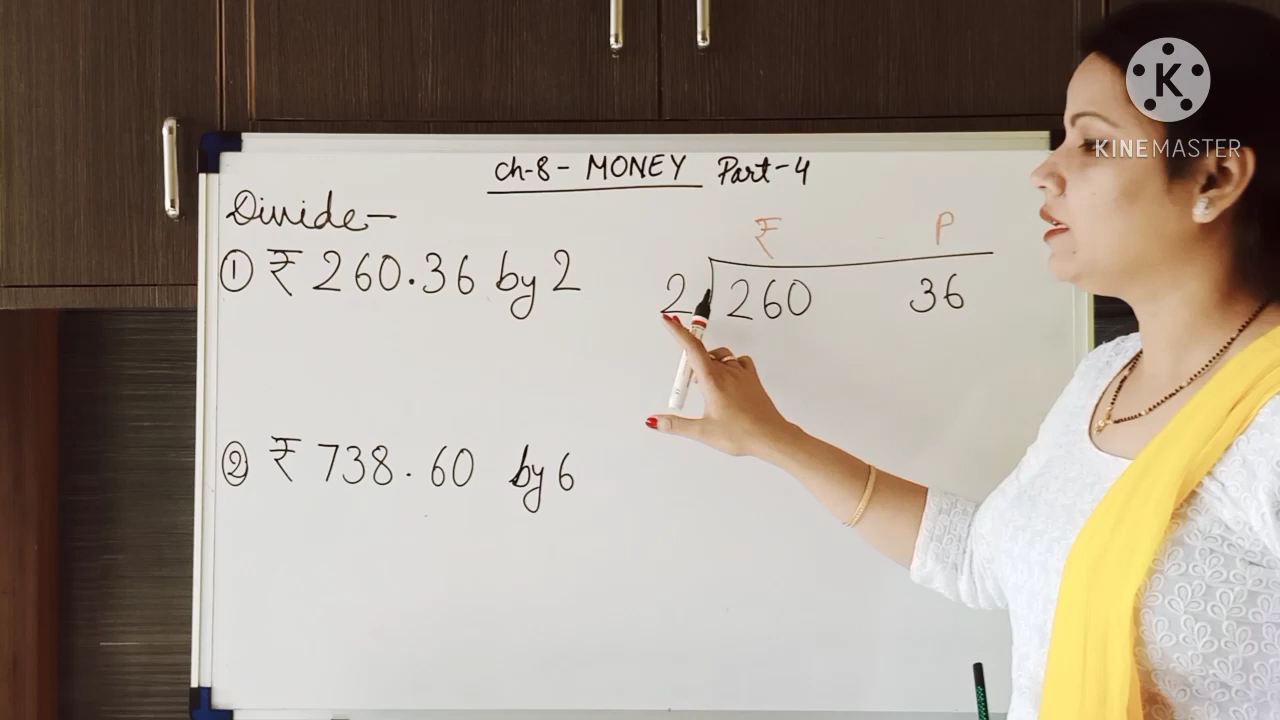 Ch-8 - MONEY Part-4
Divide -
① ₹ 260.36 by 2
₹ P
2 260 36
② ₹ 738.60 by 6
K
KINEMASTER